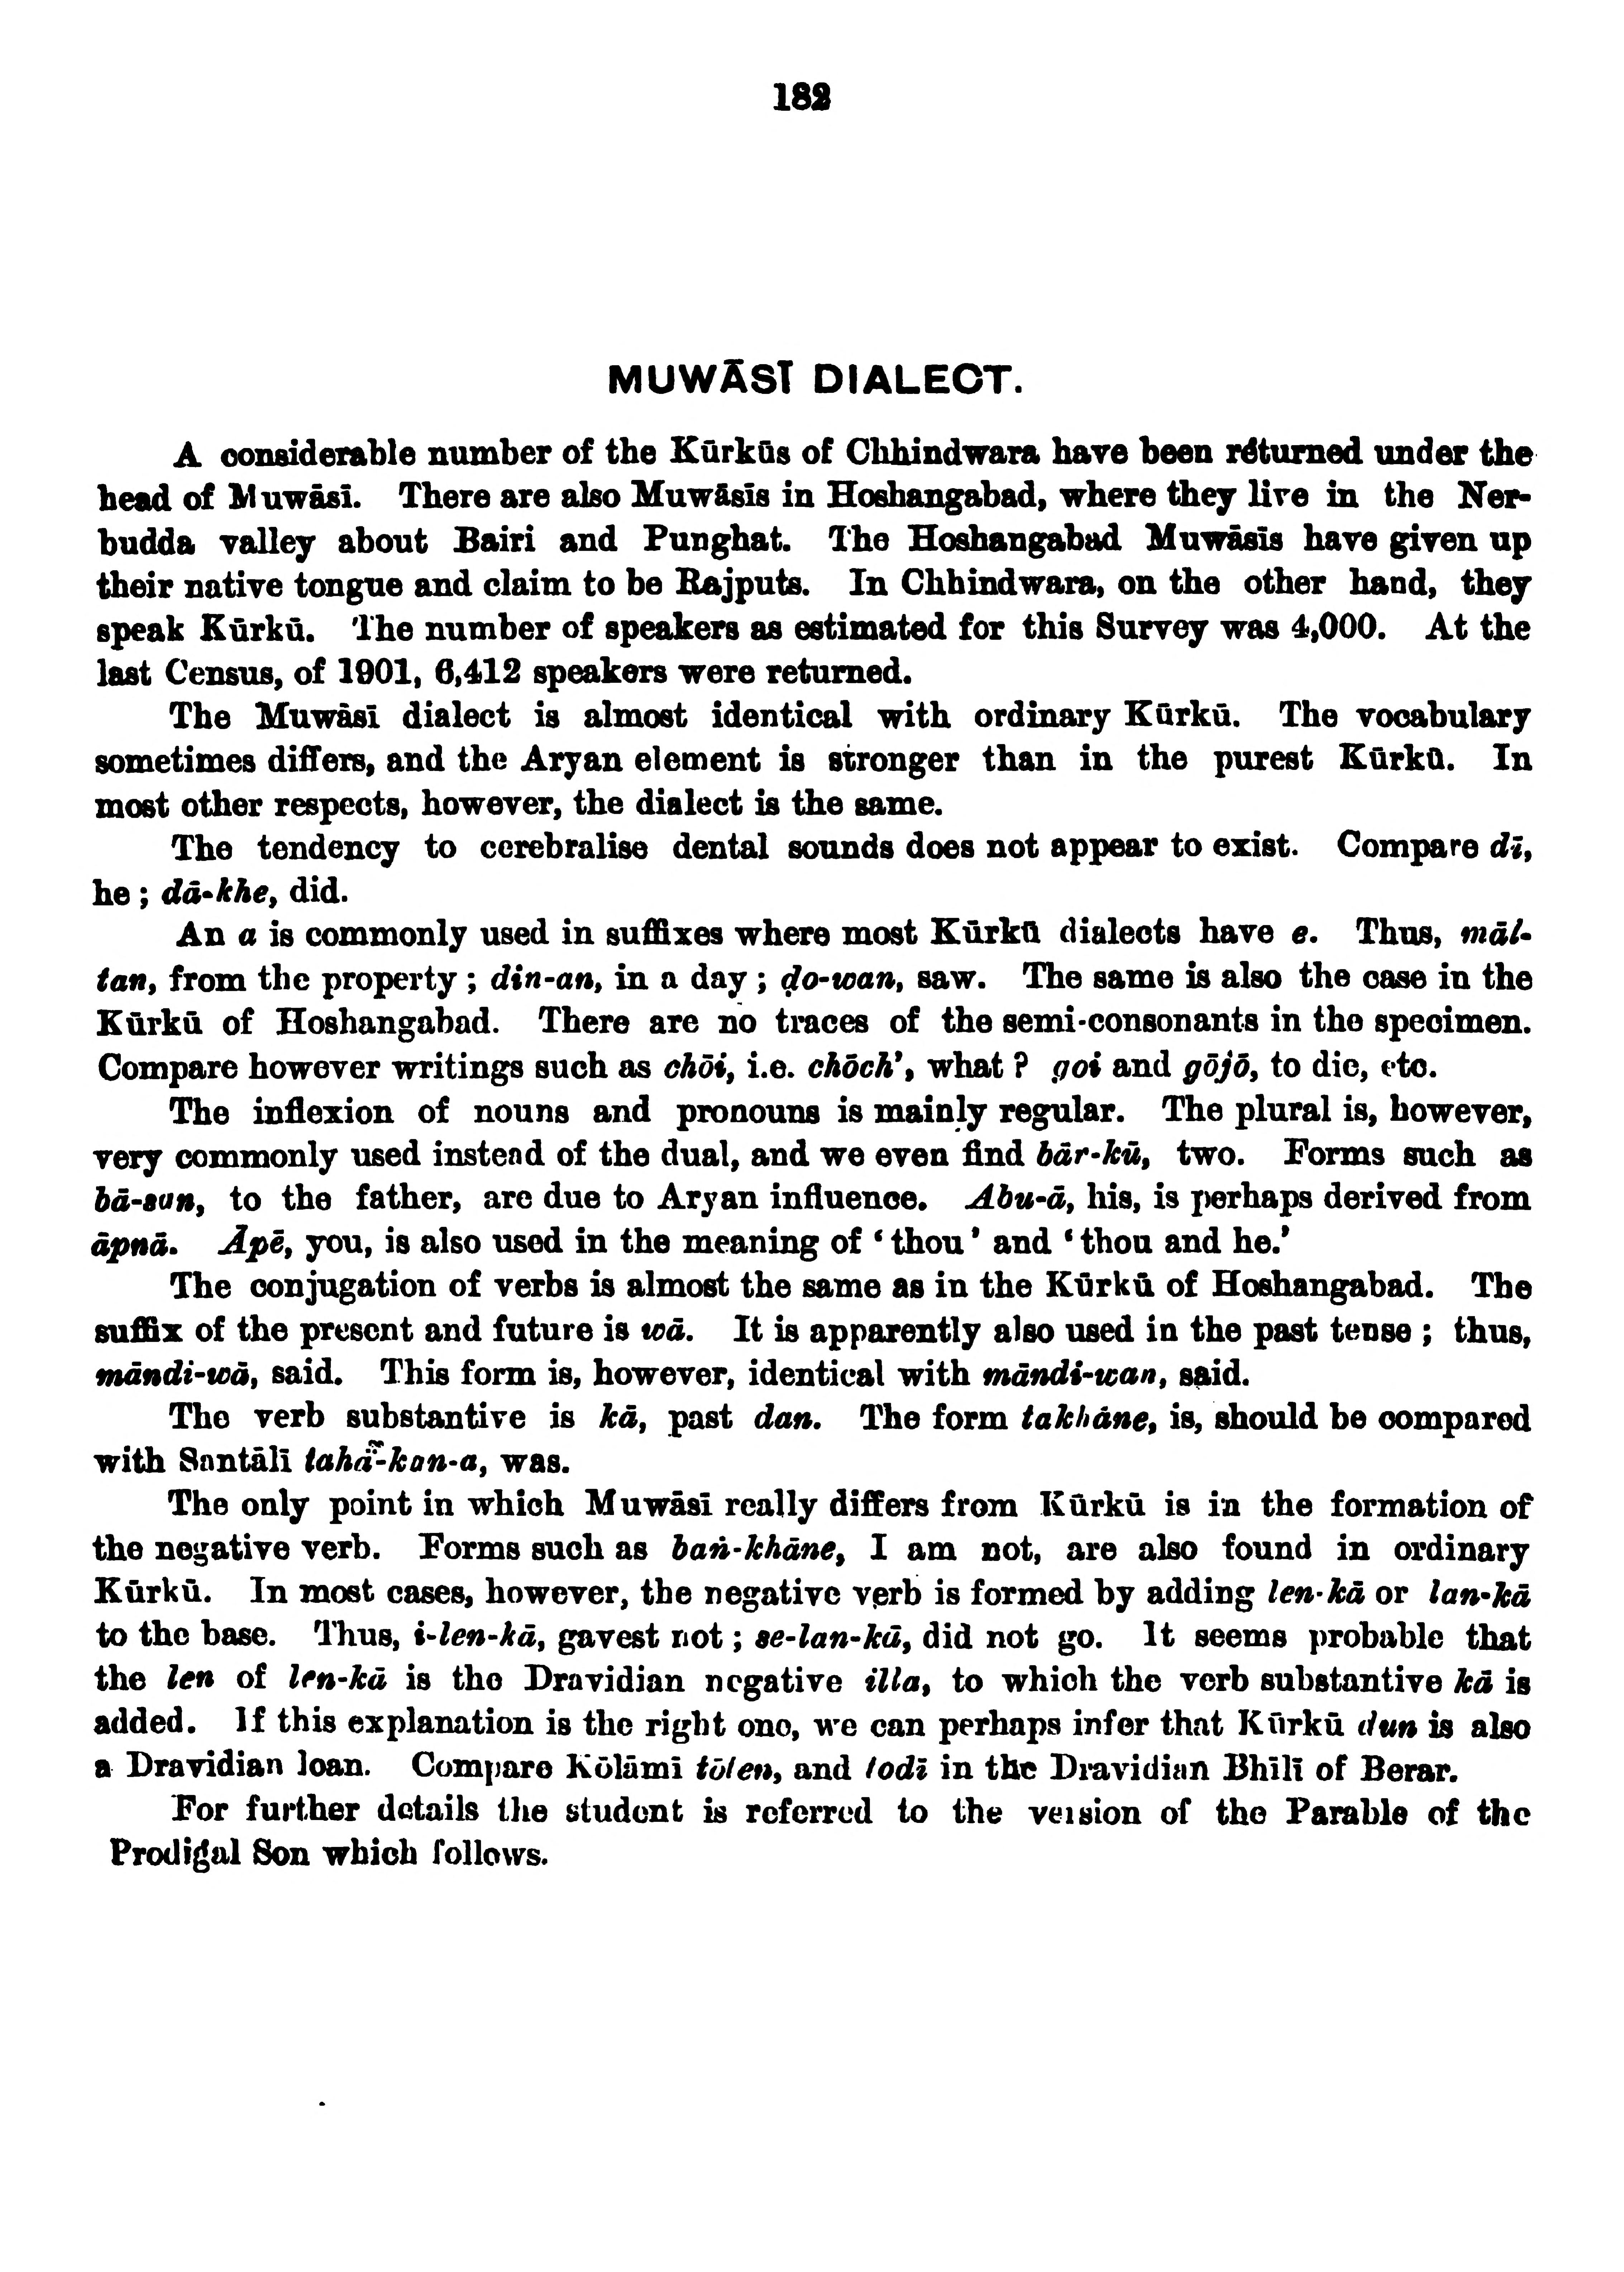 182
MUWĀSĪ DIALECT.
A considerable number of the Kūrkūs of Chhindwara have been returned under the
head of Muwāsī. There are also Muwāsīs in Hoshangabad, where they live in the Ner-
budda valley about Bairi and Punghat. The Hoshangabad Muwāsīs have given up
their native tongue and claim to be Rajputs. In Chhindwara, on the other hand, they
speak Kūrkū. The number of speakers as estimated for this Survey was 4,000. At the
last Census, of 1901, 6,412 speakers were returned.
The Muwāsī dialect is almost identical with ordinary Kūrkū. The vocabulary
sometimes differs, and the Aryan element is stronger than in the purest Kūrkū. In
most other respects, however, the dialect is the same.
The tendency to cerebralise dental sounds does not appear to exist. Compare dī,
he ; dā-khe, did.
An a is commonly used in suffixes where most Kūrkū dialects have e. Thus, māl-
tan, from the property ; din-an, in a day ; ḍo-wan, saw. The same is also the case in the
Kūrkū of Hoshangabad. There are no traces of the semi-consonants in the specimen.
Compare however writings such as chōi, i.e. chōch', what ? goi and gōjō, to die, etc.
The inflexion of nouns and pronouns is mainly regular. The plural is, however,
very commonly used instead of the dual, and we even find bār-kū, two. Forms such as
bā-sun, to the father, are due to Aryan influence. Abu-ā, his, is perhaps derived from
āpnā. Āpē, you, is also used in the meaning of ‘thou’ and ‘thou and he.’
The conjugation of verbs is almost the same as in the Kūrkū of Hoshangabad. The
suffix of the present and future is wā. It is apparently also used in the past tense ; thus,
māndi-wā, said. This form is, however, identical with māndi-wan, said.
The verb substantive is kā, past dan. The form takhāne, is, should be compared
with Santālī tahā̃-kan-a, was.
The only point in which Muwāsī really differs from Kūrkū is in the formation of
the negative verb. Forms such as baṅ-khāne, I am not, are also found in ordinary
Kūrkū. In most cases, however, the negative verb is formed by adding len-kā or lan-kā
to the base. Thus, i-len-kā, gavest not ; se-lan-kā, did not go. It seems probable that
the len of len-kā is the Dravidian negative illa, to which the verb substantive kā is
added. If this explanation is the right one, we can perhaps infer that Kūrkū dun is also
a Dravidian loan. Compare Kōlāmī tōten, and todī in the Dravidian Bhīlī of Berar.
For further details the student is referred to the version of the Parable of the
Prodigal Son which follows.